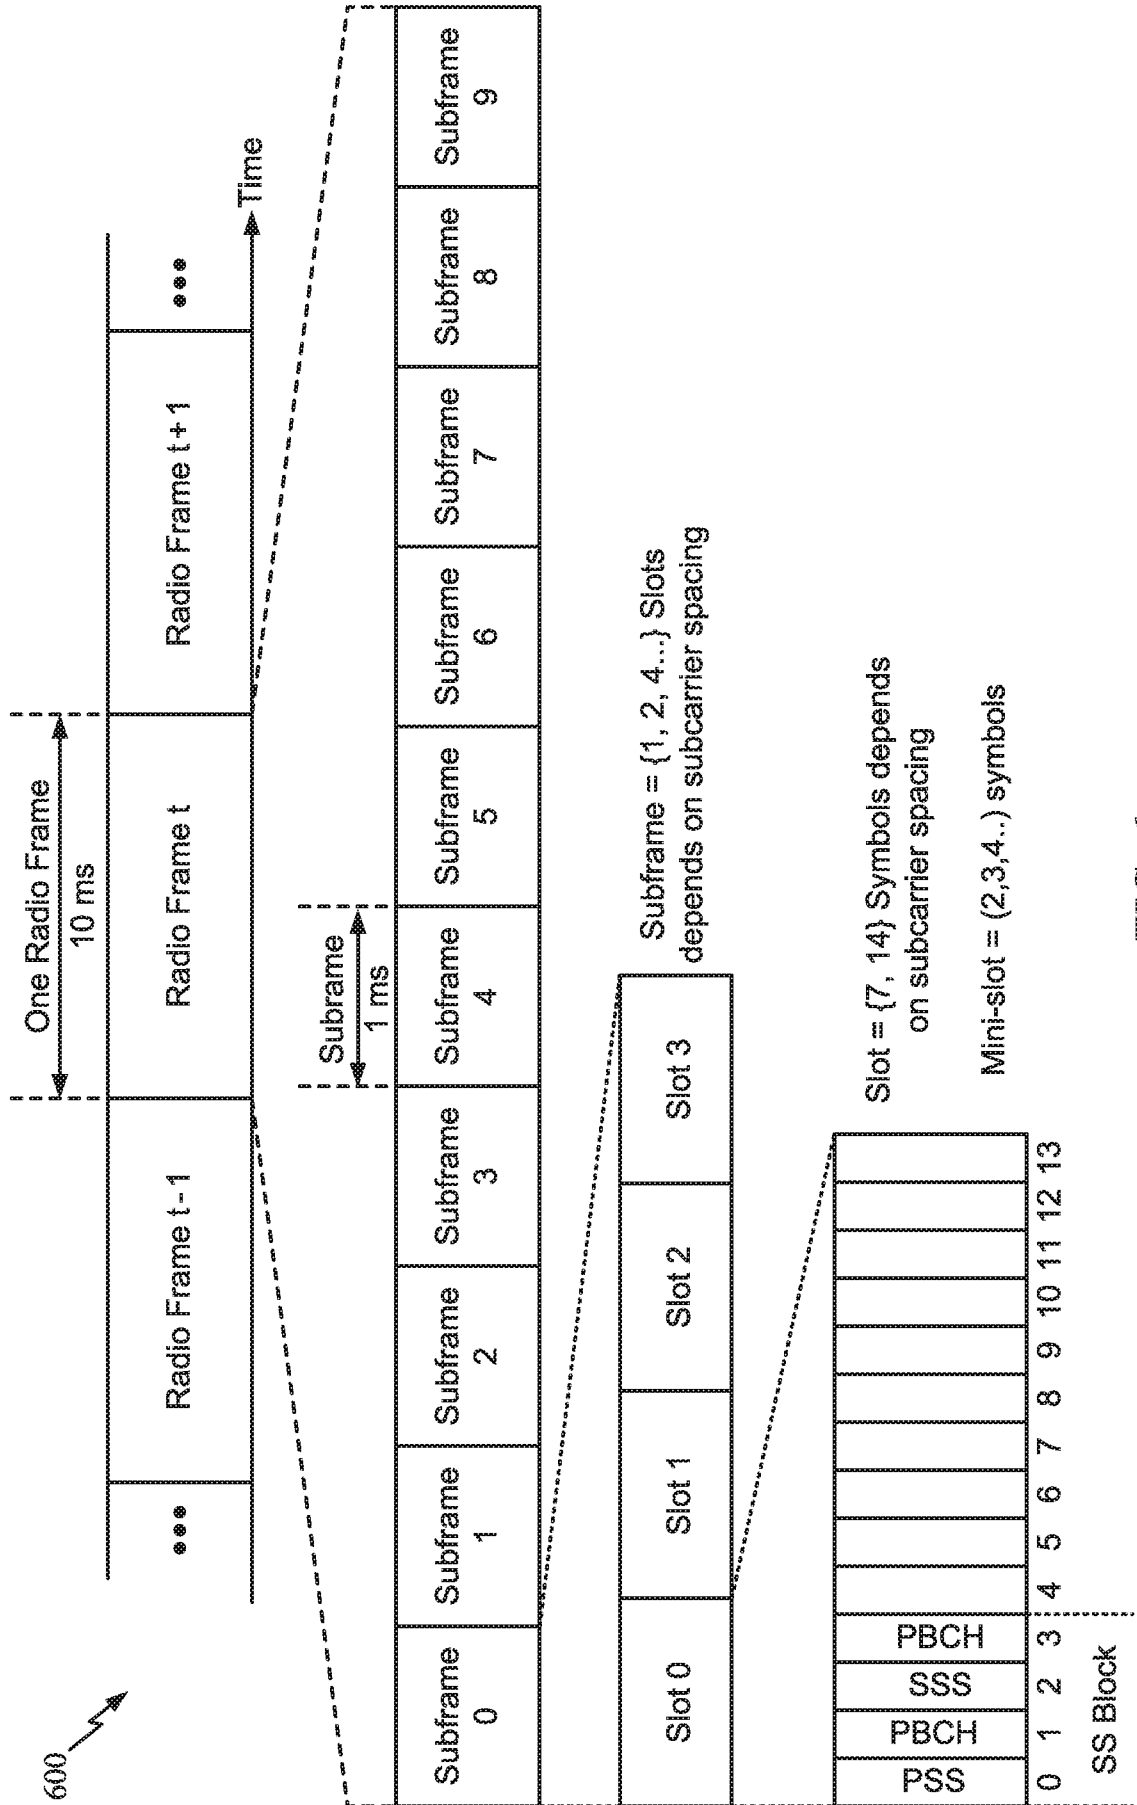 600
One Radio Frame
10 ms
••• Radio Frame t-1 Radio Frame t Radio Frame t+1 •••
Time
Subrame
1 ms
Subframe 0
Subframe 1
Subframe 2
Subframe 3
Subframe 4
Subframe 5
Subframe 6
Subframe 7
Subframe 8
Subframe 9
Slot 0 Slot 1 Slot 2 Slot 3
Subframe = {1, 2, 4...} Slots
depends on subcarrier spacing
PSS PBCH SSS PBCH
0 1 2 3 4 5 6 7 8 9 10 11 12 13
SS Block
Slot = {7, 14} Symbols depends
on subcarrier spacing
Mini-slot = (2,3,4..) symbols